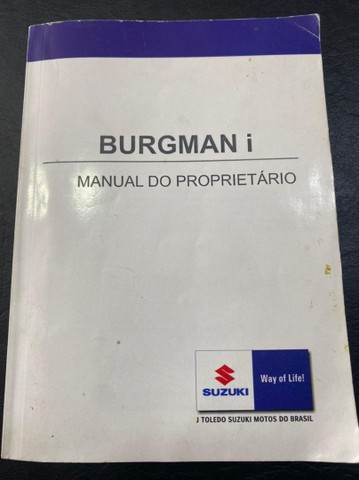 BURGMAN i
MANUAL DO PROPRIETÁRIO
SUZUKI
Way of Life!
J TOLEDO SUZUKI MOTOS DO BRASIL